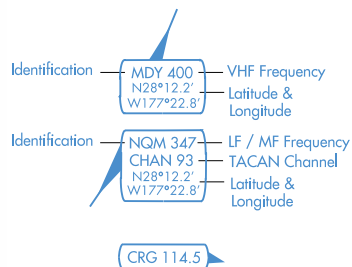 Identification MDY 400 VHF Frequency
N28°12.2' Latitude &
W177°22.8' Longitude
Identification NQM 347 LF / MF Frequency
CHAN 93 TACAN Channel
N28°12.2' Latitude &
W177°22.8' Longitude
CRG 114.5